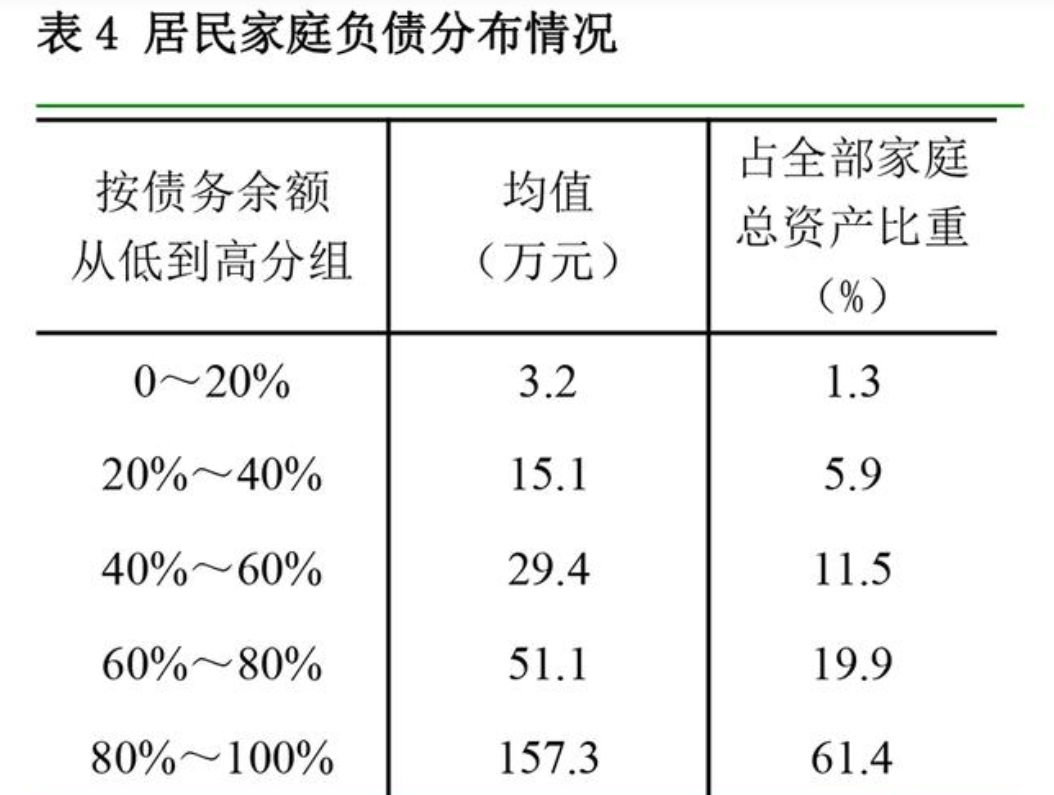 表 4 居民家庭负债分布情况
按债务余额
从低到高分组
均值
（万元）
占全部家庭
总资产比重
（%）
0～20% 3.2 1.3
20%～40% 15.1 5.9
40%～60% 29.4 11.5
60%～80% 51.1 19.9
80%～100% 157.3 61.4